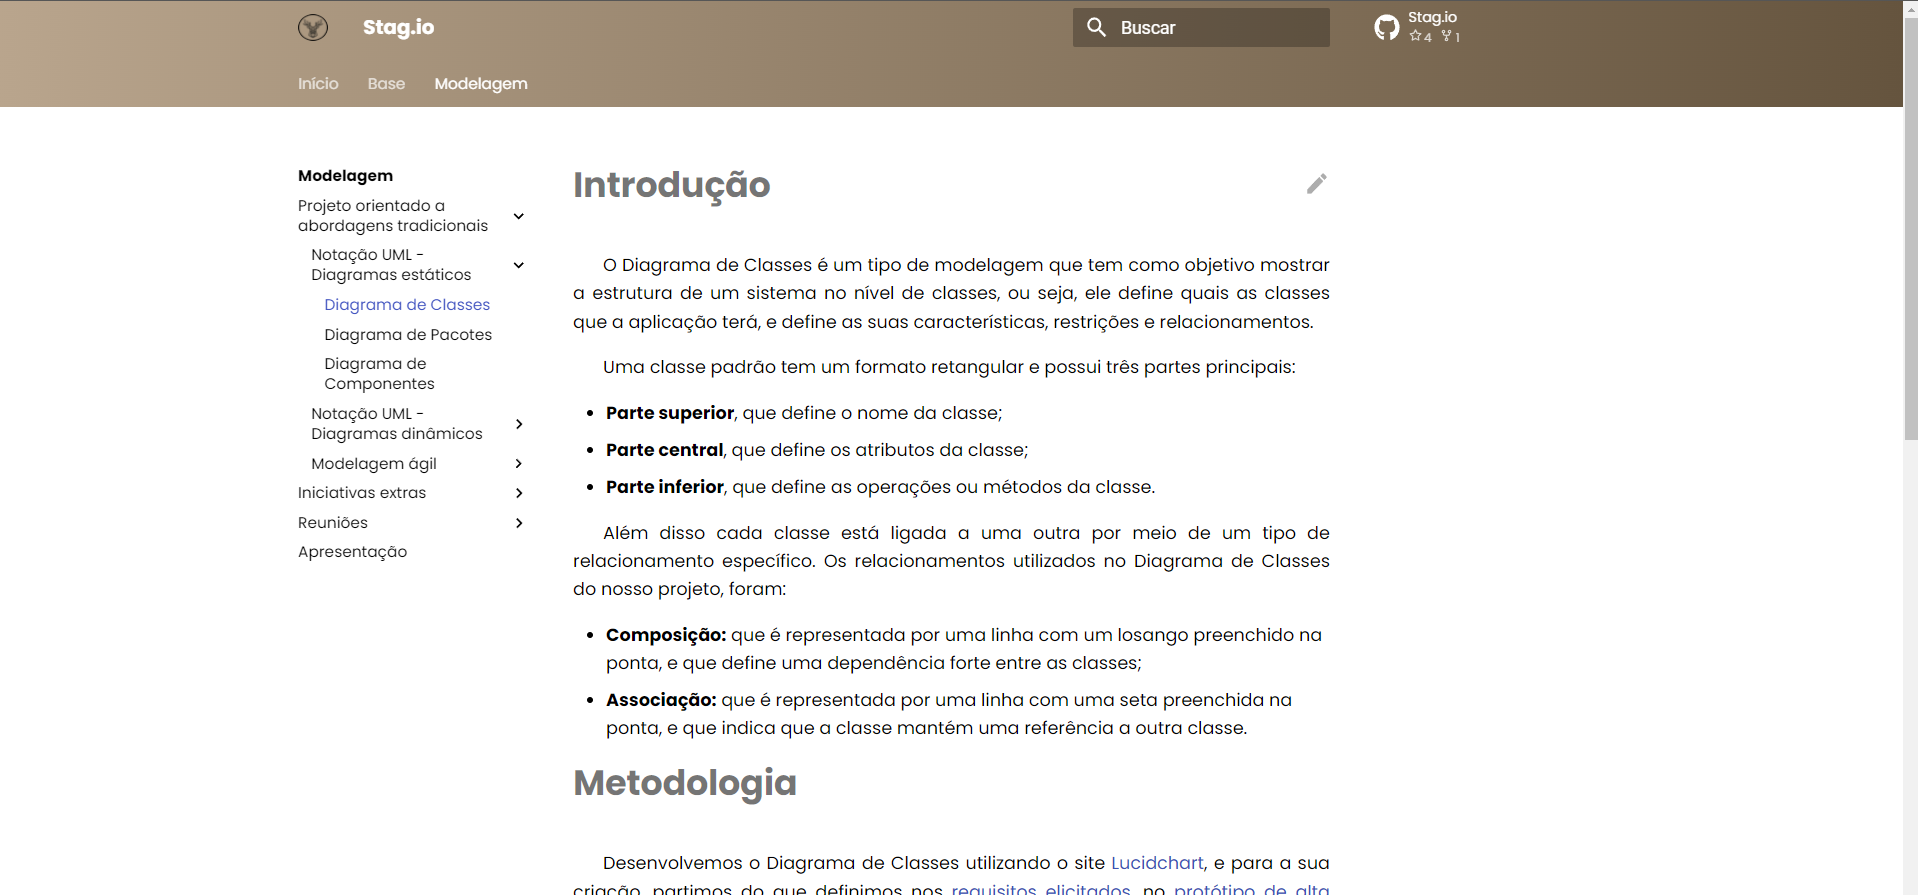 Stag.io
Buscar
Stag.io
4 1
Início Base Modelagem
Modelagem
Projeto orientado a
abordagens tradicionais
Notação UML -
Diagramas estáticos
Diagrama de Classes
Diagrama de Pacotes
Diagrama de
Componentes
Notação UML -
Diagramas dinâmicos
Modelagem ágil
Iniciativas extras
Reuniões
Apresentação
Introdução
O Diagrama de Classes é um tipo de modelagem que tem como objetivo mostrar
a estrutura de um sistema no nível de classes, ou seja, ele define quais as classes
que a aplicação terá, e define as suas características, restrições e relacionamentos.
Uma classe padrão tem um formato retangular e possui três partes principais:
• Parte superior, que define o nome da classe;
• Parte central, que define os atributos da classe;
• Parte inferior, que define as operações ou métodos da classe.
Além disso cada classe está ligada a uma outra por meio de um tipo de
relacionamento específico. Os relacionamentos utilizados no Diagrama de Classes
do nosso projeto, foram:
• Composição: que é representada por uma linha com um losango preenchido na
ponta, e que define uma dependência forte entre as classes;
• Associação: que é representada por uma linha com uma seta preenchida na
ponta, e que indica que a classe mantém uma referência a outra classe.
Metodologia
Desenvolvemos o Diagrama de Classes utilizando o site Lucidchart, e para a sua
criação, partimos do que definimos nos requisitos elicitados, no protótipo de alta